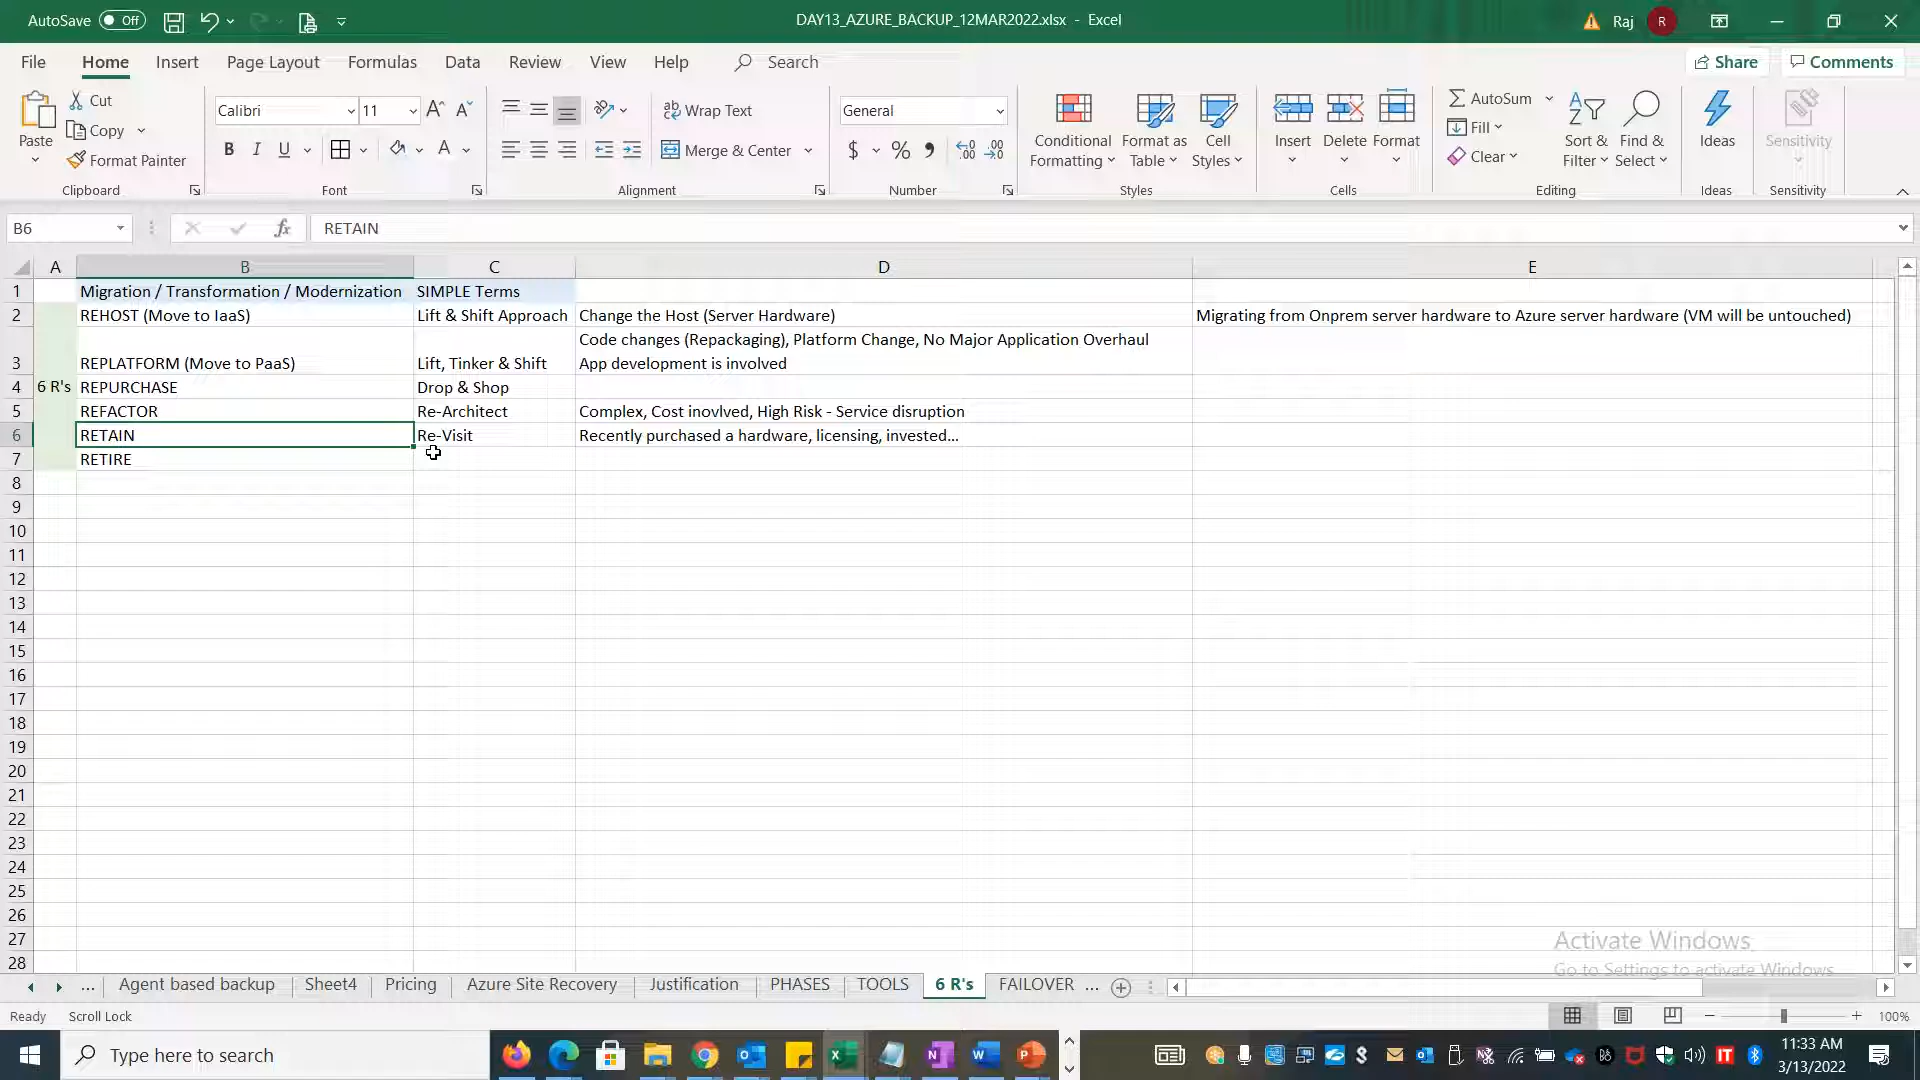 AutoSave Off
DAY13_AZURE_BACKUP_12MAR2022.xlsx - Excel
Raj R
File Home Insert Page Layout Formulas Data Review View Help Search
Share Comments
Paste
Cut
Copy
Format Painter
Clipboard
Calibri 11
B I U
Font
Wrap Text
Merge & Center
Alignment
General
$ %
Number
Conditional Formatting
Format as Table
Cell Styles
Styles
Insert Delete Format
Cells
AutoSum
Fill
Clear
Sort & Filter
Find & Select
Editing
Ideas
Ideas
Sensitivity
Sensitivity
B6 fx RETAIN
A B C D E
1 Migration / Transformation / Modernization SIMPLE Terms
2 REHOST (Move to IaaS) Lift & Shift Approach Change the Host (Server Hardware) Migrating from Onprem server hardware to Azure server hardware (VM will be untouched)
Code changes (Repackaging), Platform Change, No Major Application Overhaul
3 REPLATFORM (Move to PaaS) Lift, Tinker & Shift App development is involved
4 6 R's REPURCHASE Drop & Shop
5 REFACTOR Re-Architect Complex, Cost inovlved, High Risk - Service disruption
6 RETAIN Re-Visit Recently purchased a hardware, licensing, invested...
7 RETIRE
8
9
10
11
12
13
14
15
16
17
18
19
20
21
22
23
24
25
26
27
28
Activate Windows
Go to Settings to activate Windows.
... Agent based backup Sheet4 Pricing Azure Site Recovery Justification PHASES TOOLS 6 R's FAILOVER ...
Ready Scroll Lock 100%
Type here to search
11:33 AM
3/13/2022